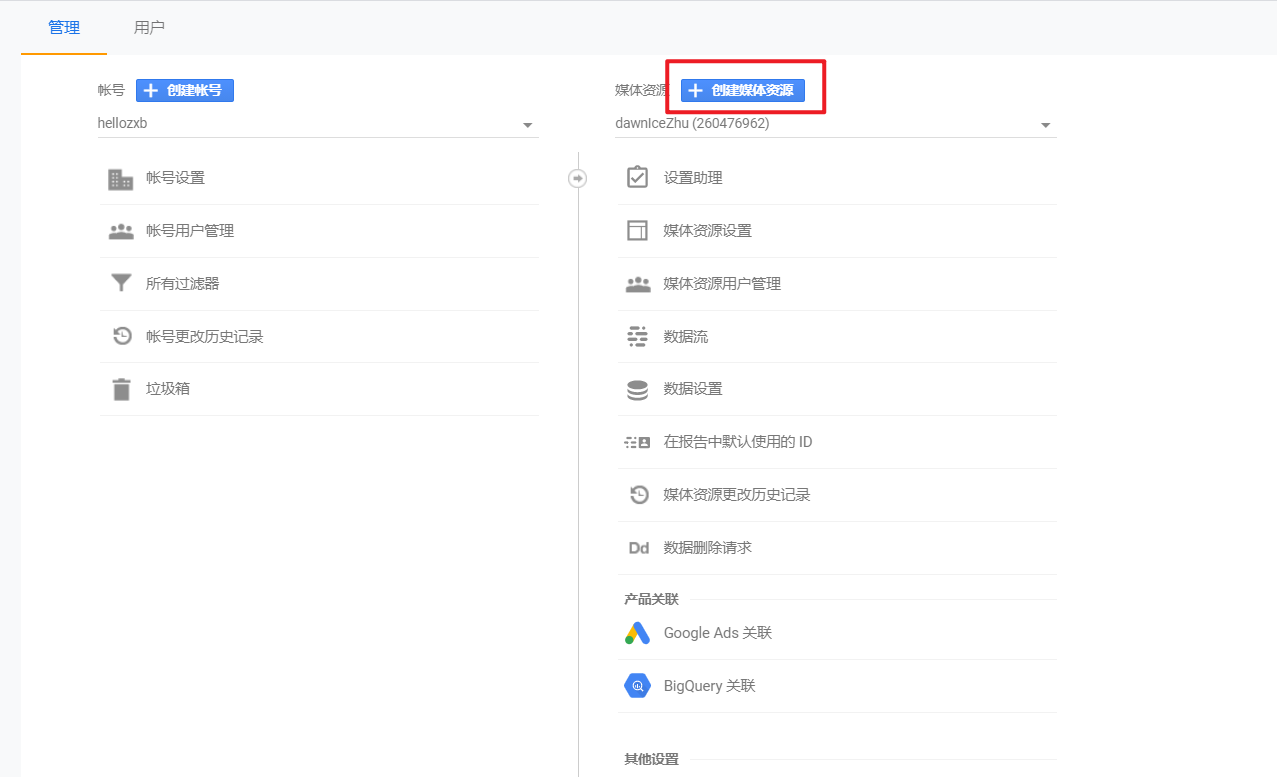 管理 用户
帐号 创建帐号
hellozxb
帐号设置
帐号用户管理
所有过滤器
帐号更改历史记录
垃圾箱
媒体资源 创建媒体资源
dawnIceZhu (260476962)
设置助理
媒体资源设置
媒体资源用户管理
数据流
数据设置
在报告中默认使用的 ID
媒体资源更改历史记录
Dd 数据删除请求
产品关联
Google Ads 关联
BigQuery 关联
其他设置